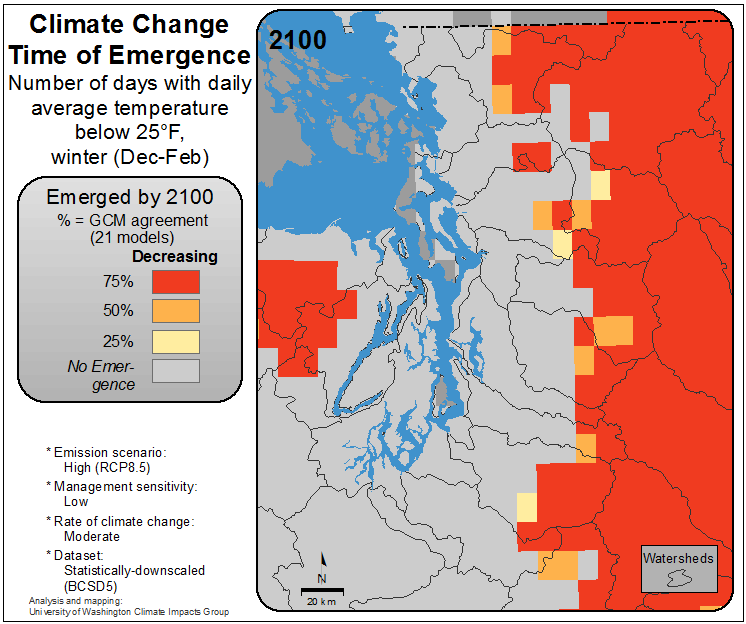 Climate Change
Time of Emergence
Number of days with daily
average temperature
below 25°F,
winter (Dec-Feb)
Emerged by 2100
% = GCM agreement
(21 models)
Decreasing
75%
50%
25%
No Emer-
gence
* Emission scenario:
High (RCP8.5)
* Management sensitivity:
Low
* Rate of climate change:
Moderate
* Dataset:
Statistically-downscaled
(BCSD5)
Analysis and mapping:
University of Washington Climate Impacts Group
2100
N
20 km
Watersheds